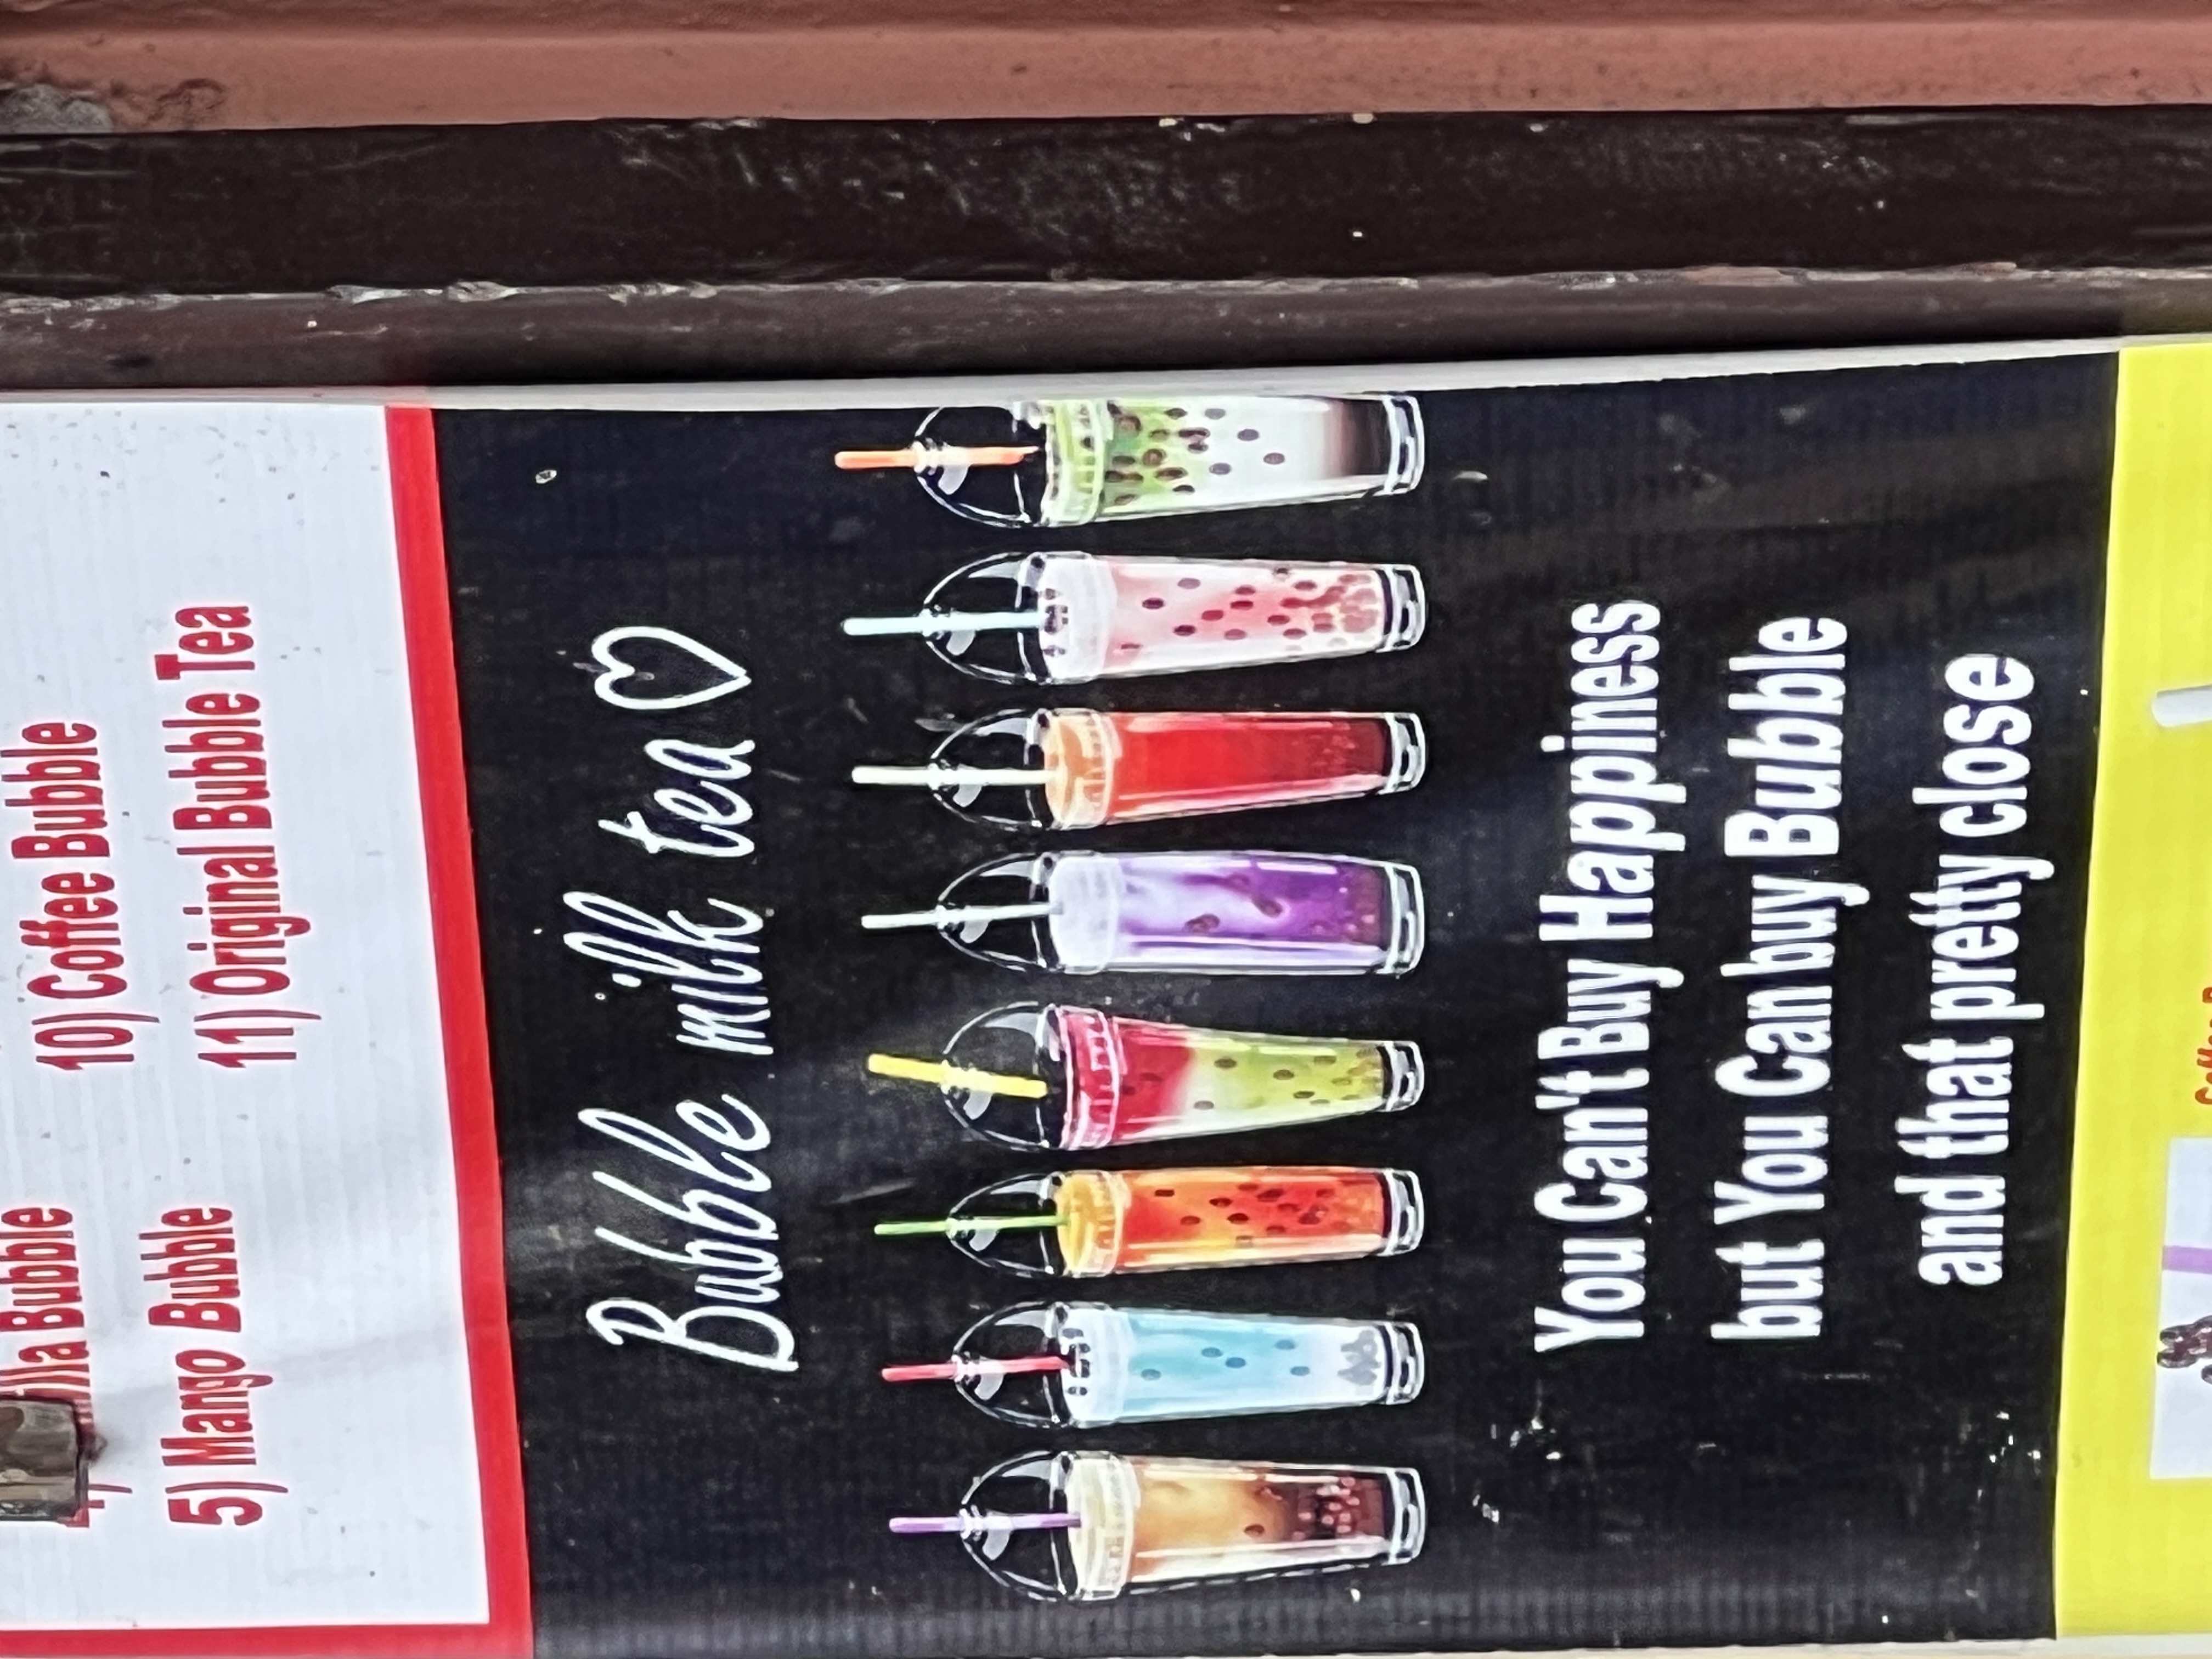 Bubble
5) Mango Bubble
10) Coffee Bubble
11) Original Bubble Tea
Bubble milk tea
You Can't Buy Happiness
but You Can buy Bubble
and that pretty close